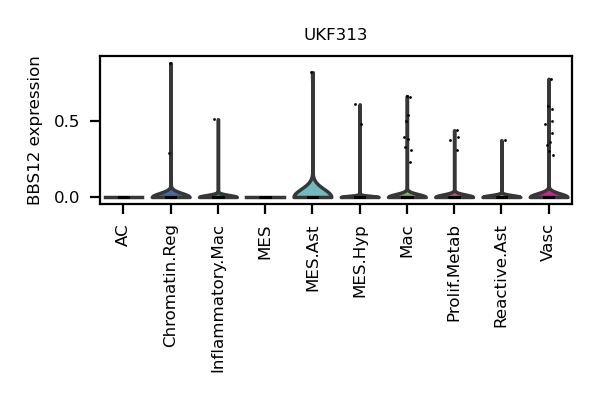 UKF313
BBS12 expression
0.5
0.0
AC
Chromatin.Reg
Inflammatory.Mac
MES
MES.Ast
MES.Hyp
Mac
Prolif.Metab
Reactive.Ast
Vasc